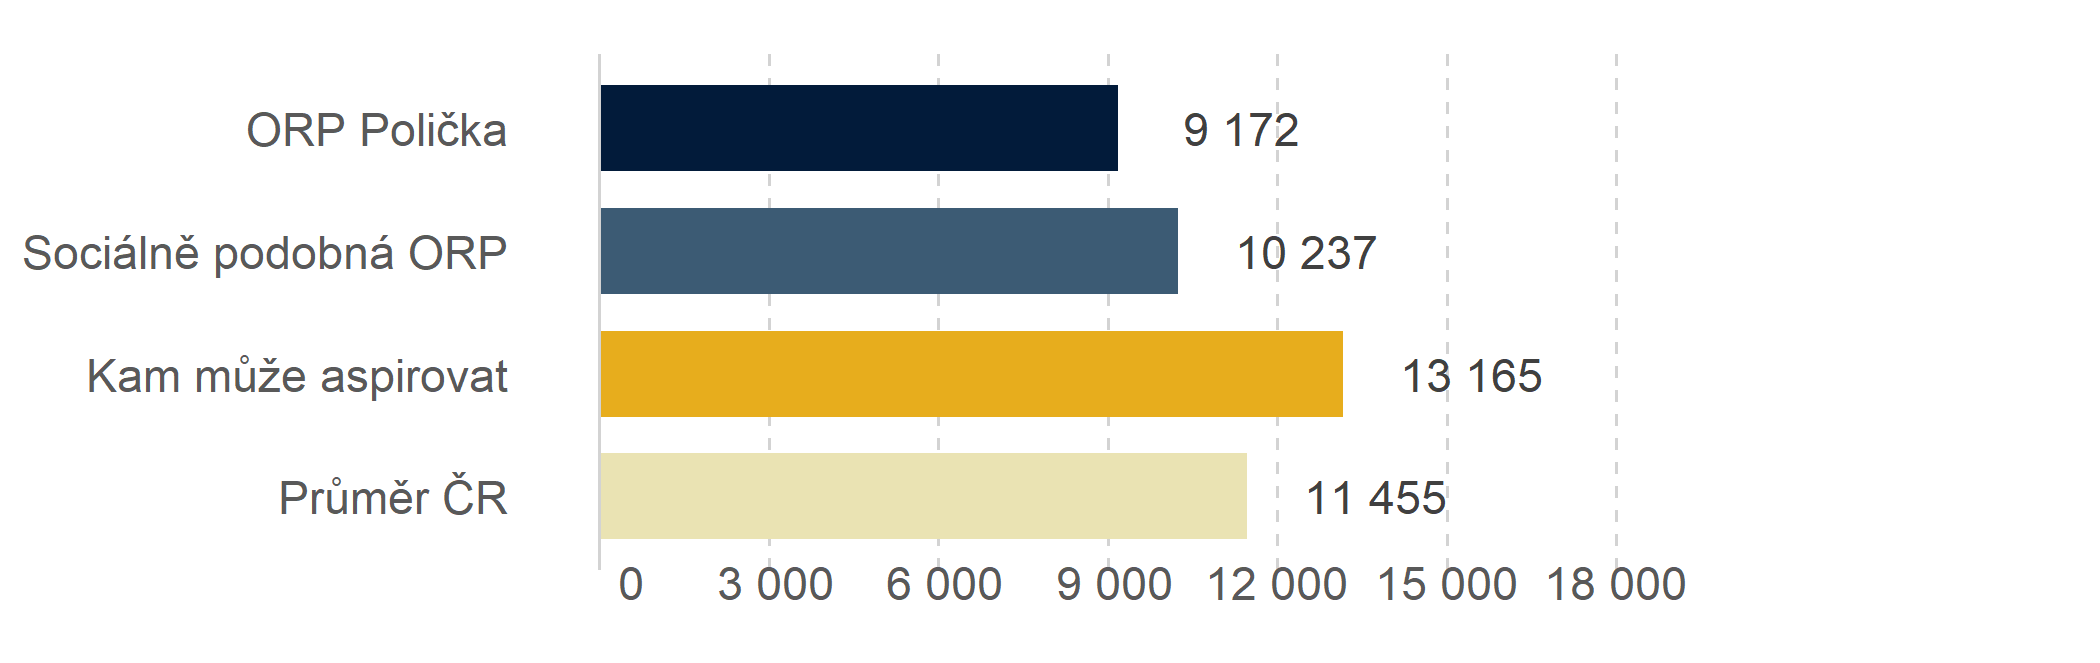 ORP Polička
9 172
Sociálně podobná ORP
10 237
Kam může aspirovat
13 165
Průměr ČR
11 455
0 3 000 6 000 9 000 12 000 15 000 18 000